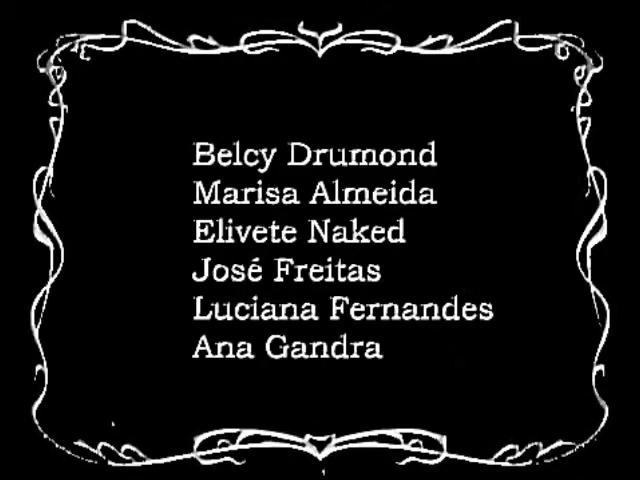 Belcy Drumond
Marisa Almeida
Elivete Naked
José Freitas
Luciana Fernandes
Ana Gandra